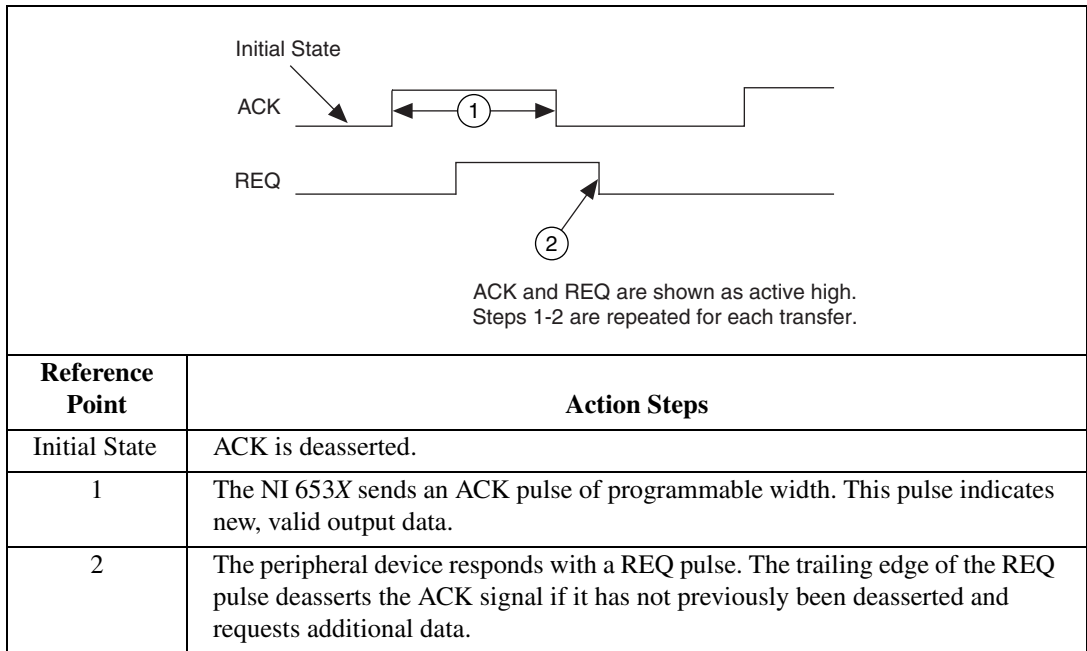 Initial State
ACK
1
REQ
2
ACK and REQ are shown as active high.
Steps 1-2 are repeated for each transfer.
Reference
Point
Action Steps
Initial State
ACK is deasserted.
1
The NI 653X sends an ACK pulse of programmable width. This pulse indicates
new, valid output data.
2
The peripheral device responds with a REQ pulse. The trailing edge of the REQ
pulse deasserts the ACK signal if it has not previously been deasserted and
requests additional data.